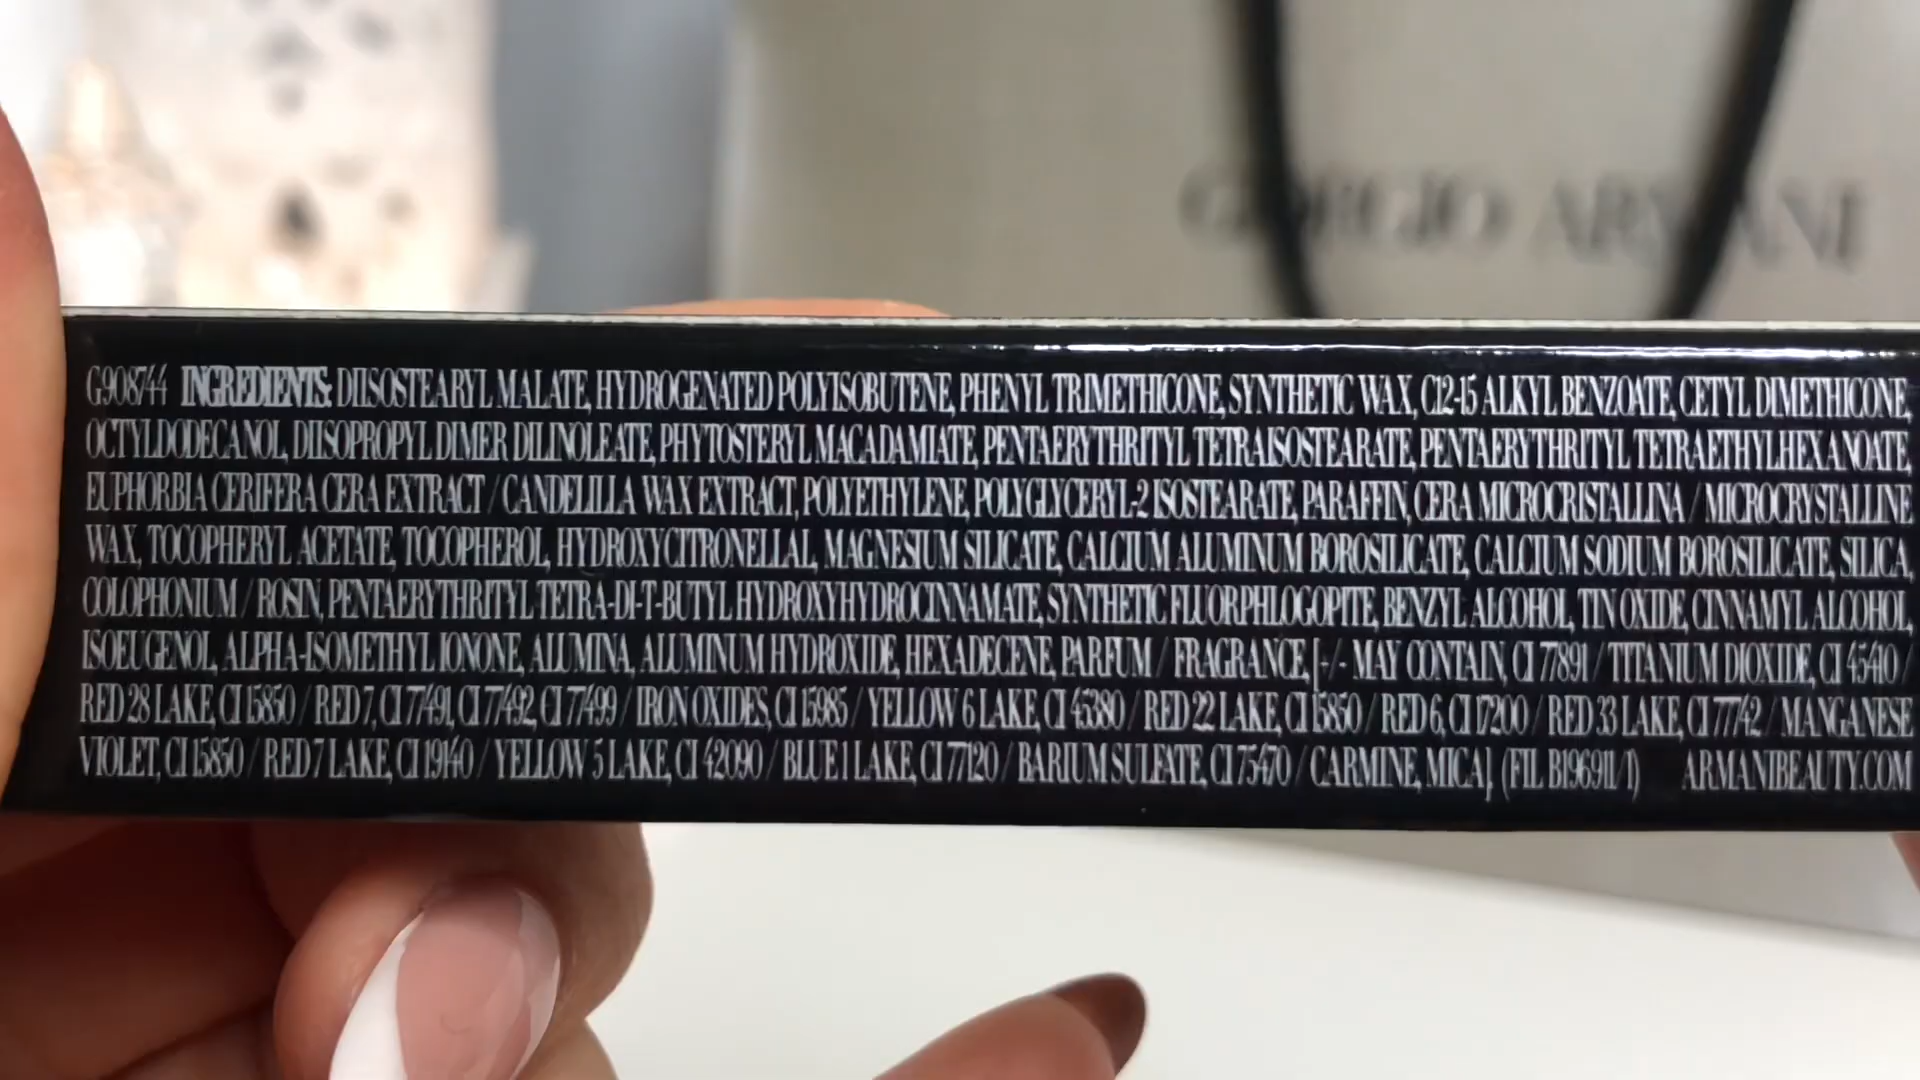 GIORGIO ARMANI
G908744 INGREDIENTS: DIISOSTEARYL MALATE, HYDROGENATED POLYISOBUTENE, PHENYL TRIMETHICONE, SYNTHETIC WAX, C12-15 ALKYL BENZOATE, CETYL DIMETHICONE,
OCTYLDODECANOL, DIISOPROPYL DIMER DILINOLEATE, PHYTOSTERYL MACADAMIATE, PENTAERYTHRITYL TETRAISOSTEARATE, PENTAERYTHRITYL TETRAETHYLHEXANOATE,
EUPHORBIA CERIFERA CERA EXTRACT / CANDELILLA WAX EXTRACT, POLYETHYLENE, POLYGLYCERYL-2 ISOSTEARATE, PARAFFIN, CERA MICROCRISTALLINA / MICROCRYSTALLINE
WAX, TOCOPHERYL ACETATE, TOCOPHEROL, HYDROXYCITRONELLAL, MAGNESIUM SILICATE, CALCIUM ALUMINUM BOROSILICATE, CALCIUM SODIUM BOROSILICATE, SILICA,
COLOPHONIUM / ROSIN, PENTAERYTHRITYL TETRA-DI-T-BUTYL HYDROXYHYDROCINNAMATE, SYNTHETIC FLUORPHLOGOPITE, BENZYL ALCOHOL, TIN OXIDE, CINNAMYL ALCOHOL,
ISOEUGENOL, ALPHA-ISOMETHYL IONONE, ALUMINA, ALUMINUM HYDROXIDE, HEXADECENE, PARFUM / FRAGRANCE, [-/- MAY CONTAIN, CI 77891 / TITANIUM DIOXIDE, CI 45410 /
RED 28 LAKE, CI 15850 / RED 7, CI 77491, CI 77492, CI 77499 / IRON OXIDES, CI 15985 / YELLOW 6 LAKE, CI 45380 / RED 22 LAKE, CI 15850 / RED 6, CI 17200 / RED 33 LAKE, CI 77742 / MANGANESE
VIOLET, CI 15850 / RED 7 LAKE, CI 19140 / YELLOW 5 LAKE, CI 42090 / BLUE 1 LAKE, CI 77120 / BARIUM SULFATE, CI 75470 / CARMINE, MICA]. (FIL B196911/1) ARMANIBEAUTY.COM